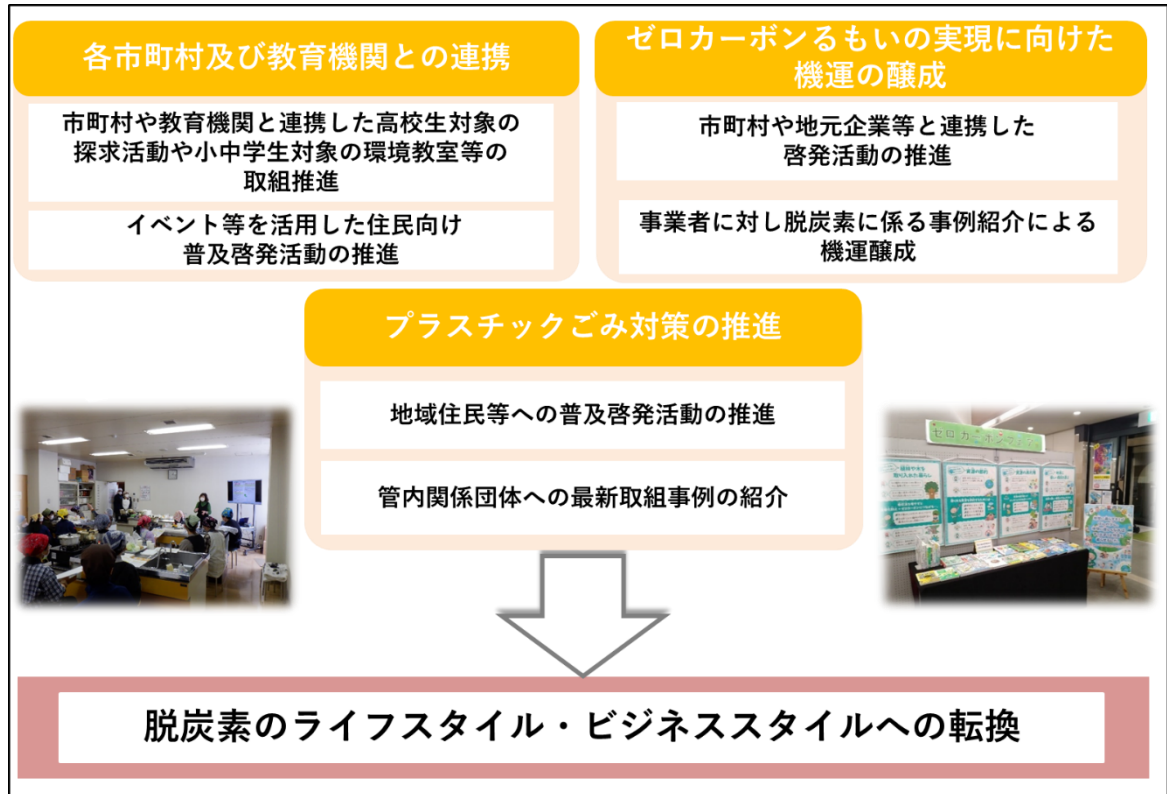 各市町村及び教育機関との連携
市町村や教育機関と連携した高校生対象の
探求活動や小中学生対象の環境教室等の
取組推進
イベント等を活用した住民向け
普及啓発活動の推進
ゼロカーボンるもいの実現に向けた
機運の醸成
市町村や地元企業等と連携した
啓発活動の推進
事業者に対し脱炭素に係る事例紹介による
機運醸成
プラスチックごみ対策の推進
地域住民等への普及啓発活動の推進
管内関係団体への最新取組事例の紹介
脱炭素のライフスタイル・ビジネススタイルへの転換